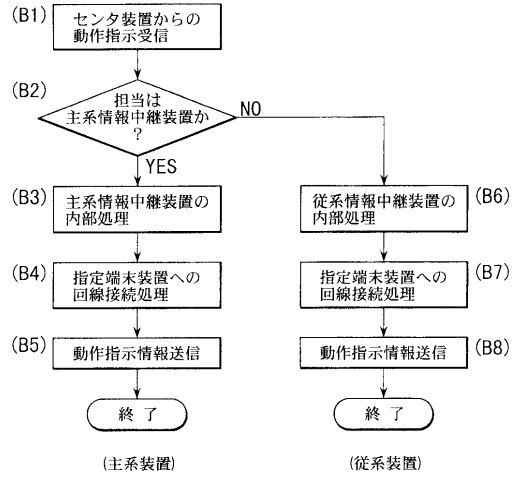 (B1)
センタ装置からの
動作指示受信
(B2)
担当は
主系情報中継装置か
?
NO
YES
(B3)
主系情報中継装置の
内部処理
(B4)
指定端末装置への
回線接続処理
(B5)
動作指示情報送信
終 了
(主系装置)
従系情報中継装置の
内部処理
(B6)
指定端末装置への
回線接続処理
(B7)
動作指示情報送信
(B8)
終 了
(従系装置)